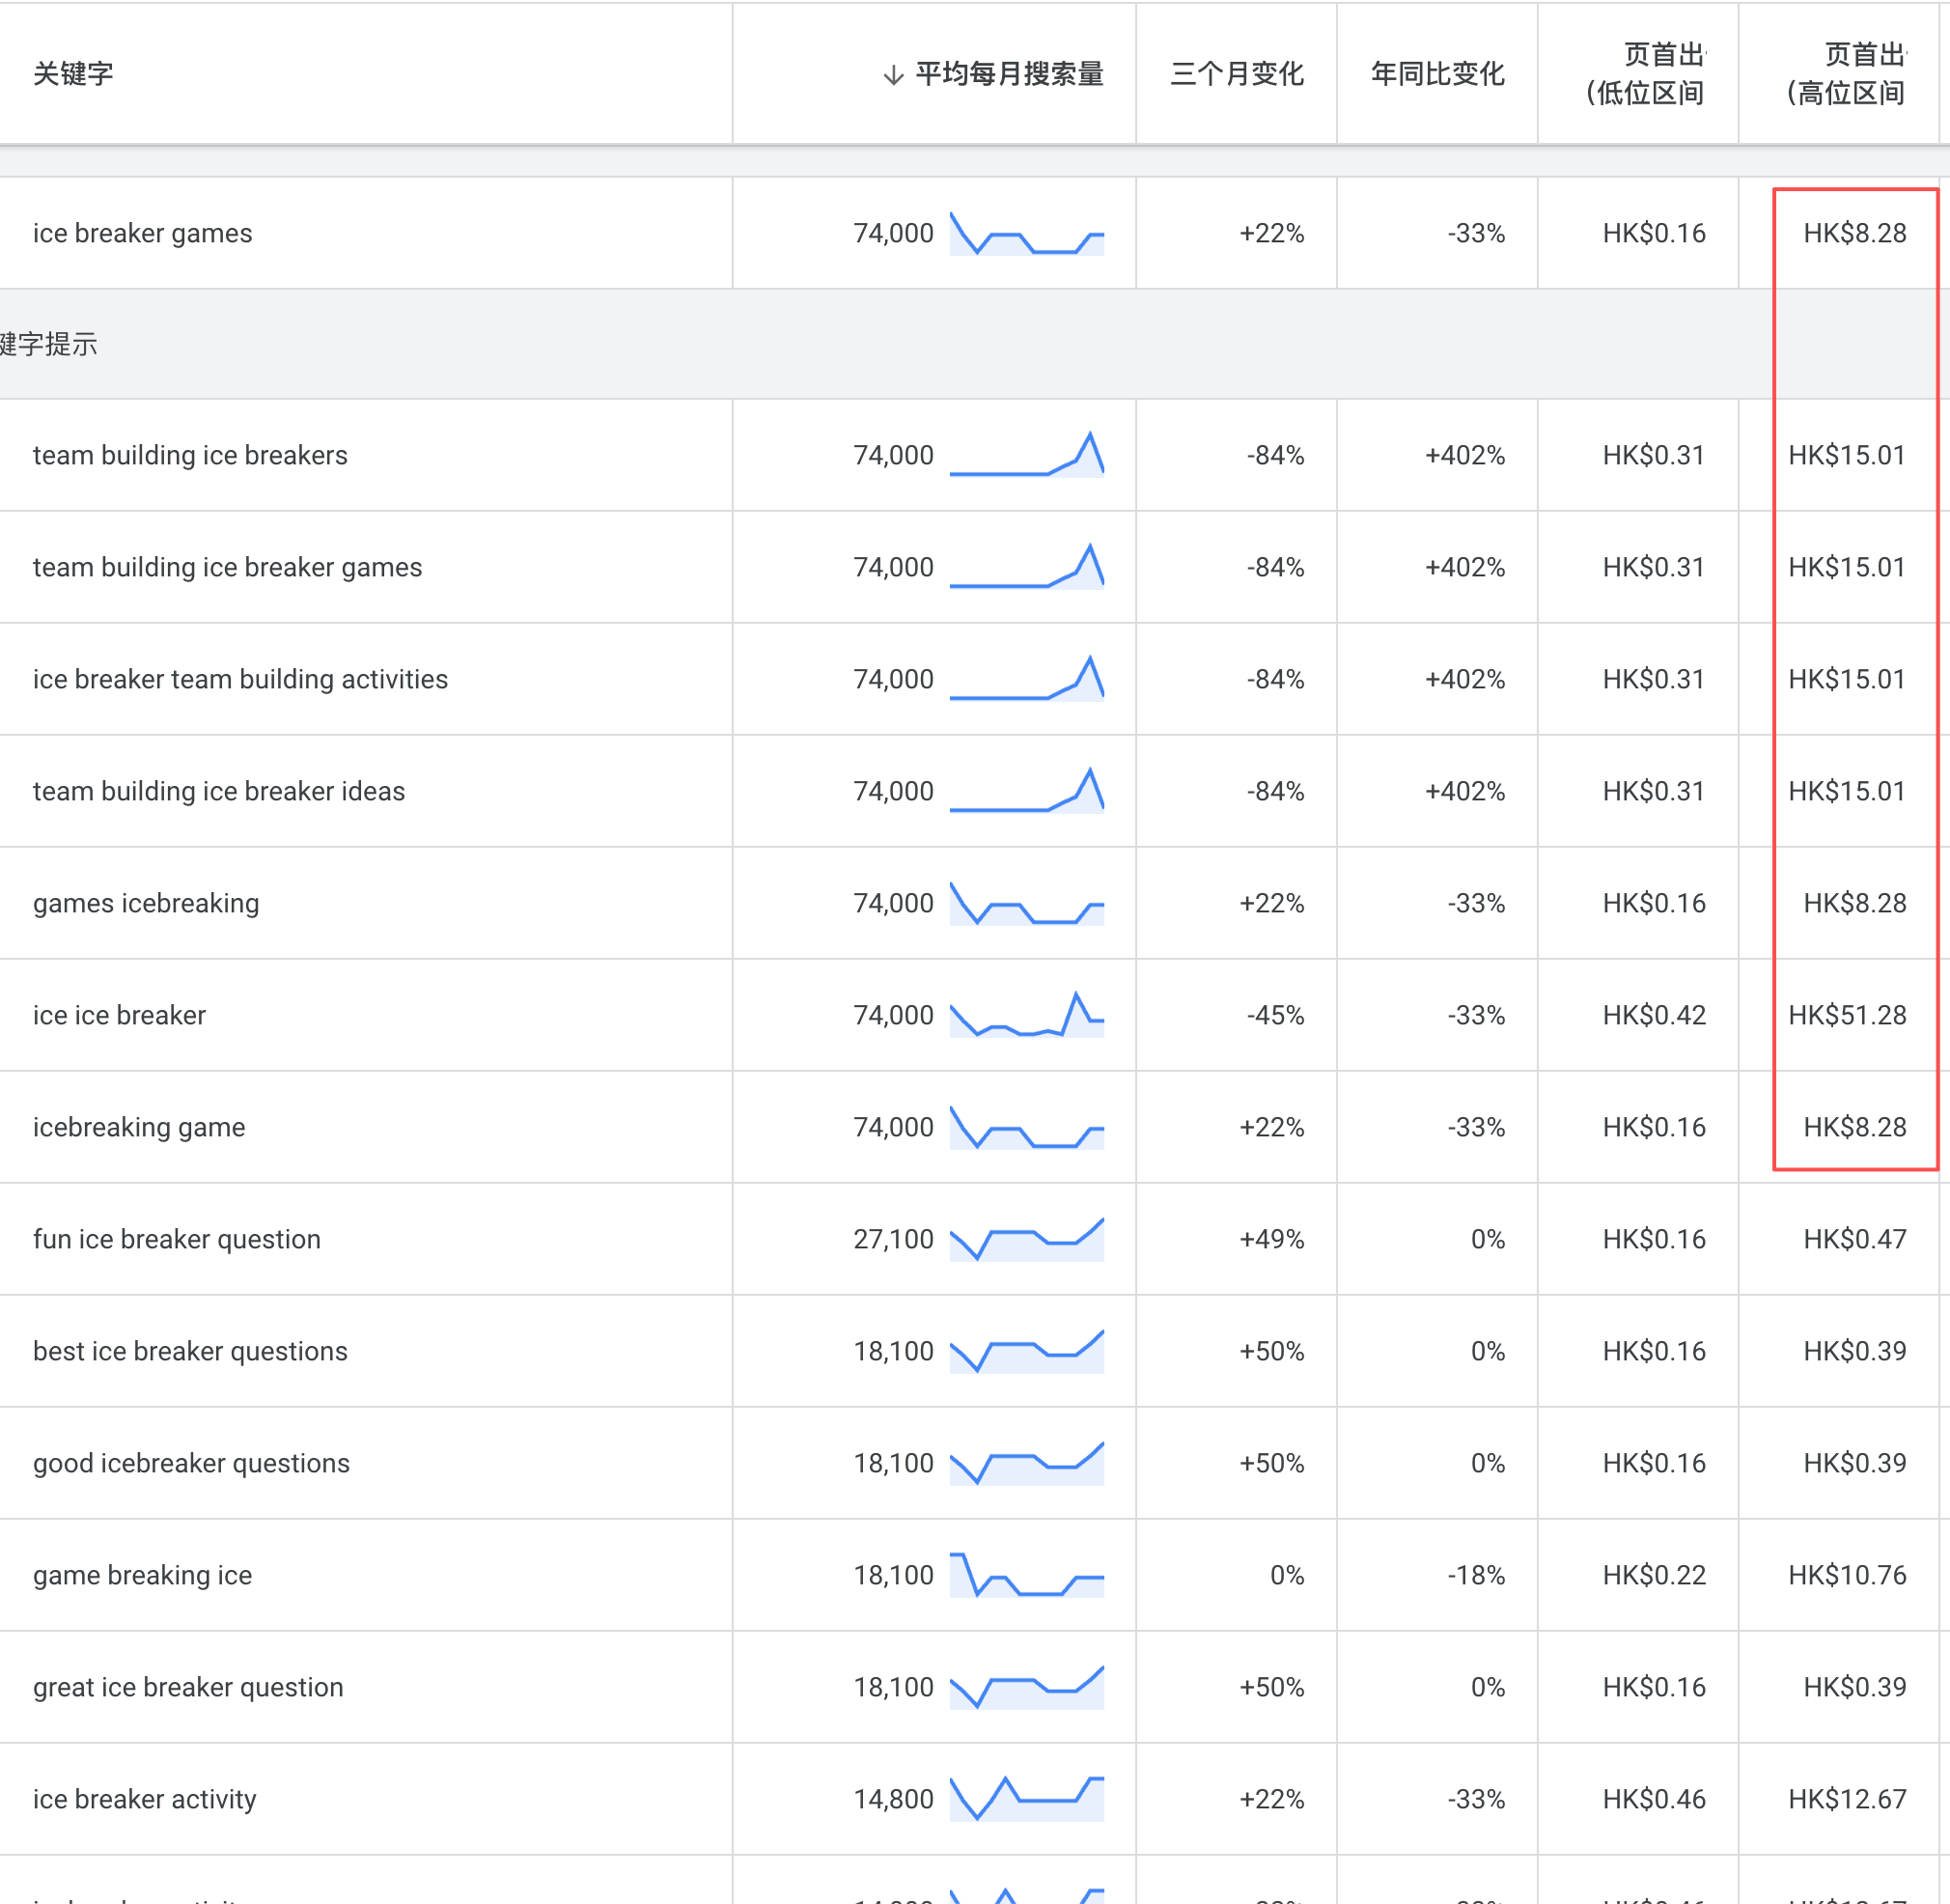 关键字 平均每月搜索量 三个月变化 年同比变化 页首出 (低位区间 页首出 (高位区间
ice breaker games 74,000 +22% -33% HK$0.16 HK$8.28
键字提示
team building ice breakers 74,000 -84% +402% HK$0.31 HK$15.01
team building ice breaker games 74,000 -84% +402% HK$0.31 HK$15.01
ice breaker team building activities 74,000 -84% +402% HK$0.31 HK$15.01
team building ice breaker ideas 74,000 -84% +402% HK$0.31 HK$15.01
games icebreaking 74,000 +22% -33% HK$0.16 HK$8.28
ice ice breaker 74,000 -45% -33% HK$0.42 HK$51.28
icebreaking game 74,000 +22% -33% HK$0.16 HK$8.28
fun ice breaker question 27,100 +49% 0% HK$0.16 HK$0.47
best ice breaker questions 18,100 +50% 0% HK$0.16 HK$0.39
good icebreaker questions 18,100 +50% 0% HK$0.16 HK$0.39
game breaking ice 18,100 0% -18% HK$0.22 HK$10.76
great ice breaker question 18,100 +50% 0% HK$0.16 HK$0.39
ice breaker activity 14,800 +22% -33% HK$0.46 HK$12.67